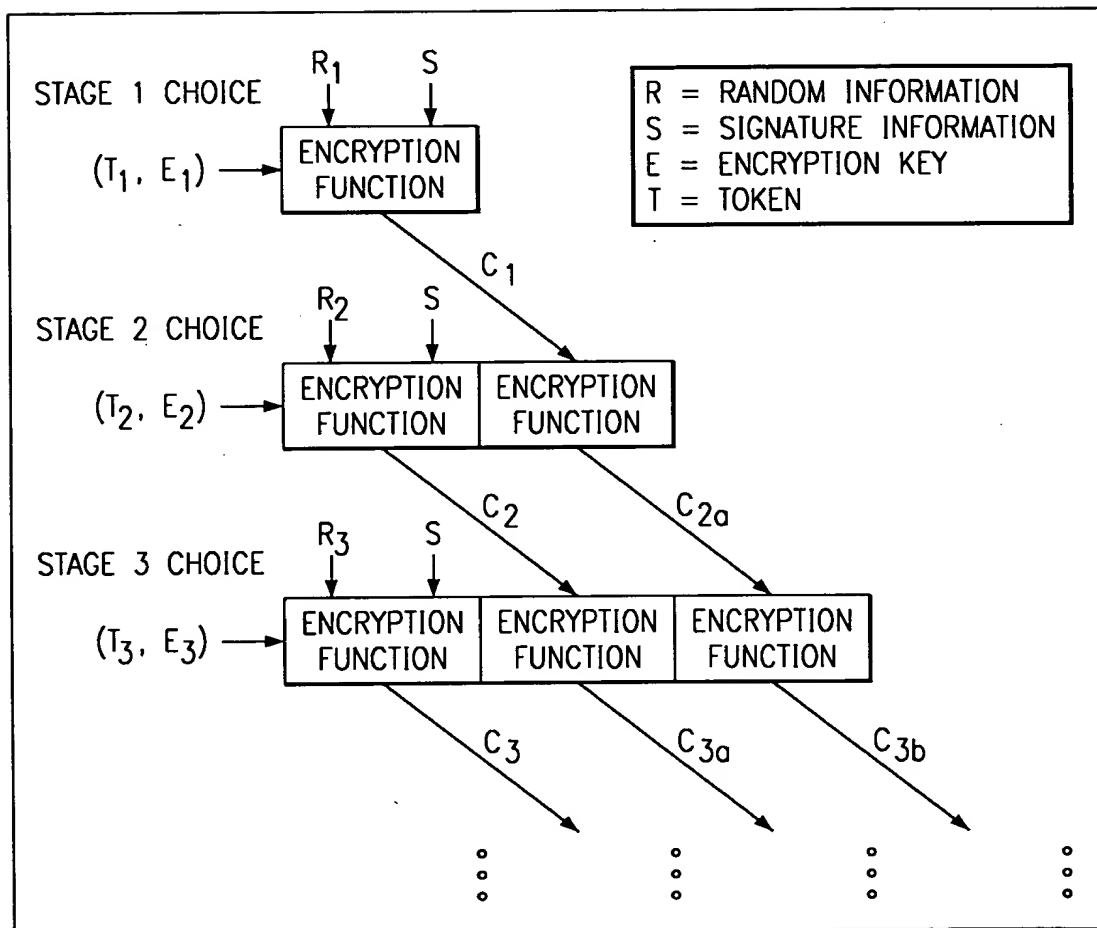 STAGE 1 CHOICE
R1 S
R = RANDOM INFORMATION
S = SIGNATURE INFORMATION
E = ENCRYPTION KEY
T = TOKEN
(T1, E1)
ENCRYPTION
FUNCTION
C1
STAGE 2 CHOICE
R2 S
(T2, E2)
ENCRYPTION
FUNCTION
ENCRYPTION
FUNCTION
C2
C2a
STAGE 3 CHOICE
R3 S
(T3, E3)
ENCRYPTION
FUNCTION
ENCRYPTION
FUNCTION
ENCRYPTION
FUNCTION
C3
C3a
C3b